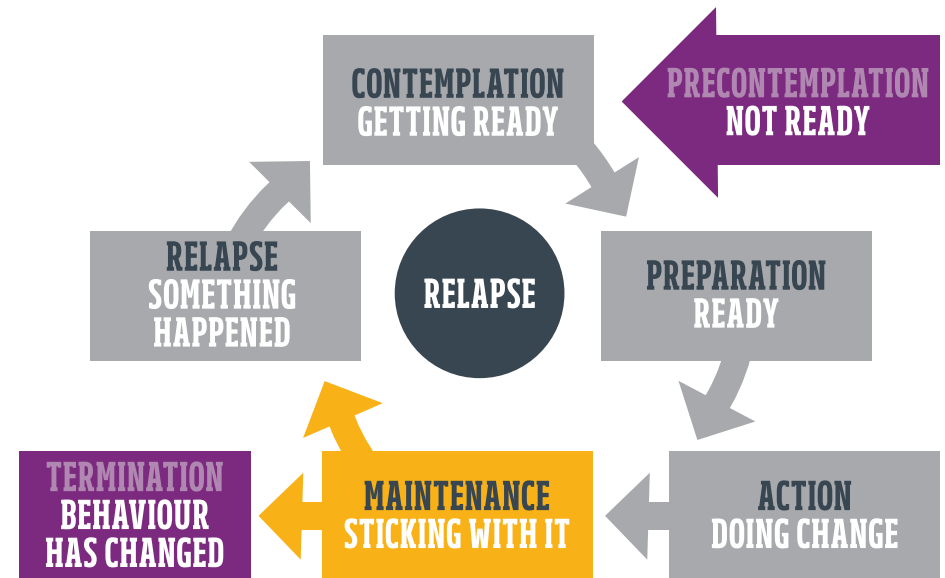 CONTEMPLATION
GETTING READY
PRECONTEMPLATION
NOT READY
RELAPSE
SOMETHING
HAPPENED
RELAPSE
PREPARATION
READY
TERMINATION
BEHAVIOUR
HAS CHANGED
MAINTENANCE
STICKING WITH IT
ACTION
DOING CHANGE